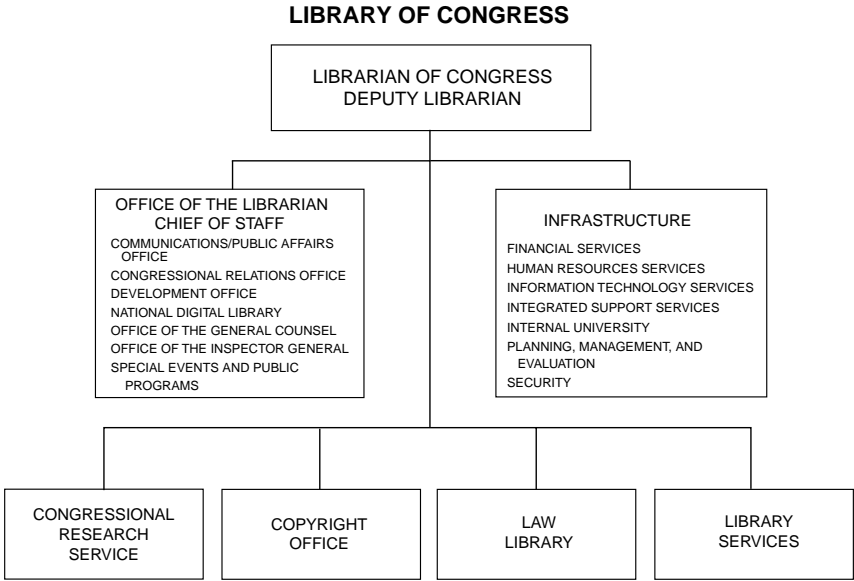 LIBRARY OF CONGRESS
LIBRARIAN OF CONGRESS
DEPUTY LIBRARIAN
OFFICE OF THE LIBRARIAN
CHIEF OF STAFF
COMMUNICATIONS/PUBLIC AFFAIRS
OFFICE
CONGRESSIONAL RELATIONS OFFICE
DEVELOPMENT OFFICE
NATIONAL DIGITAL LIBRARY
OFFICE OF THE GENERAL COUNSEL
OFFICE OF THE INSPECTOR GENERAL
SPECIAL EVENTS AND PUBLIC
PROGRAMS
INFRASTRUCTURE
FINANCIAL SERVICES
HUMAN RESOURCES SERVICES
INFORMATION TECHNOLOGY SERVICES
INTEGRATED SUPPORT SERVICES
INTERNAL UNIVERSITY
PLANNING, MANAGEMENT, AND
EVALUATION
SECURITY
CONGRESSIONAL
RESEARCH
SERVICE
COPYRIGHT
OFFICE
LAW
LIBRARY
LIBRARY
SERVICES